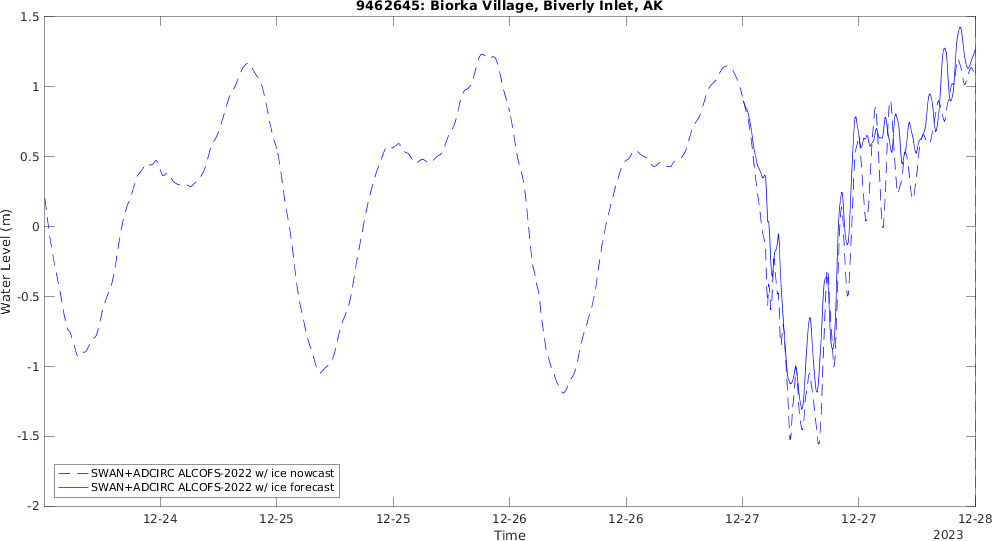 9462645: Biorka Village, Biverly Inlet, AK
1.5
1
0.5
0
-0.5
-1
-1.5
-2
Water Level (m)
SWAN+ADCIRC ALCOFS-2022 w/ ice nowcast
SWAN+ADCIRC ALCOFS-2022 w/ ice forecast
12-24 12-25 12-25 12-26 12-26 12-27 12-27 12-28
Time
2023